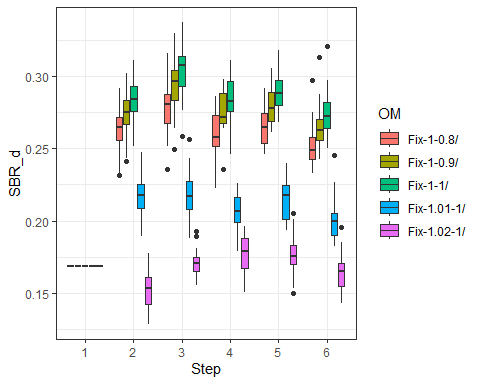 SBR_d
0.30
0.25
0.20
0.15
1 2 3 4 5 6
Step
OM
Fix-1-0.8/
Fix-1-0.9/
Fix-1-1/
Fix-1.01-1/
Fix-1.02-1/